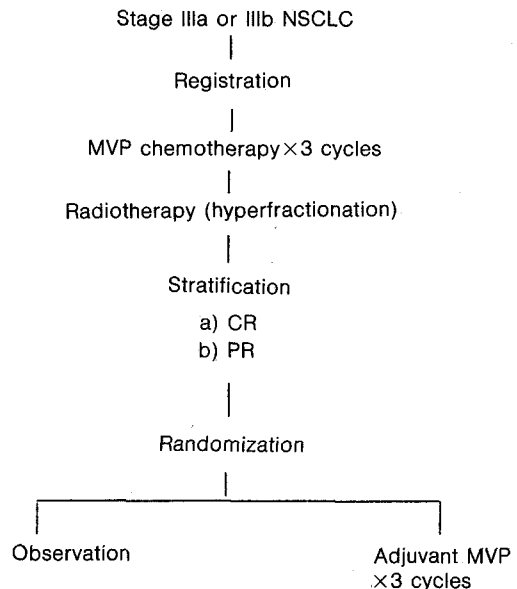 Stage IIIa or IIIb NSCLC
Registration
MVP chemotherapy×3 cycles
Radiotherapy (hyperfractionation)
Stratification
a) CR
b) PR
Randomization
Observation
Adjuvant MVP
×3 cycles